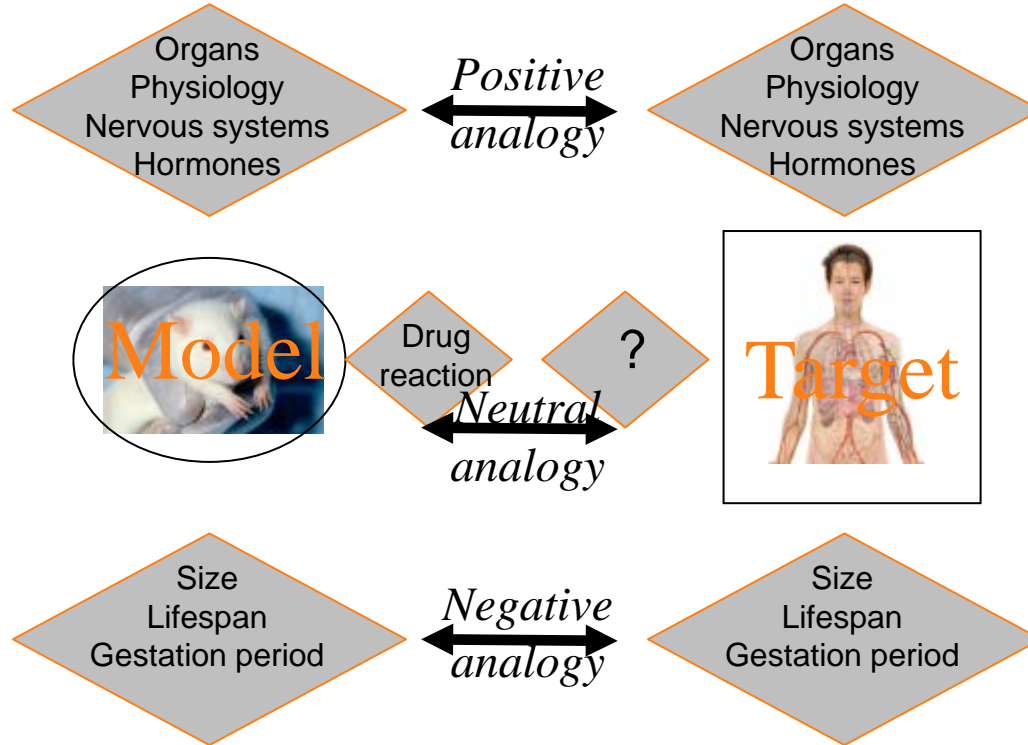 Organs
Physiology
Nervous systems
Hormones
Positive
analogy
Organs
Physiology
Nervous systems
Hormones
Model
Drug
reaction
?
Neutral
analogy
Target
Size
Lifespan
Gestation period
Negative
analogy
Size
Lifespan
Gestation period